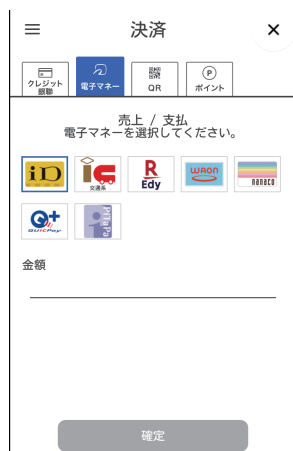 決済
クレジット
銀聯
電子マネー
QR
P
ポイント
売上 / 支払
電子マネーを選択してください。
iD
交通系
R
Edy
WAON
nanaco
Q+
QUICPay
PiTaPa
金額
確定